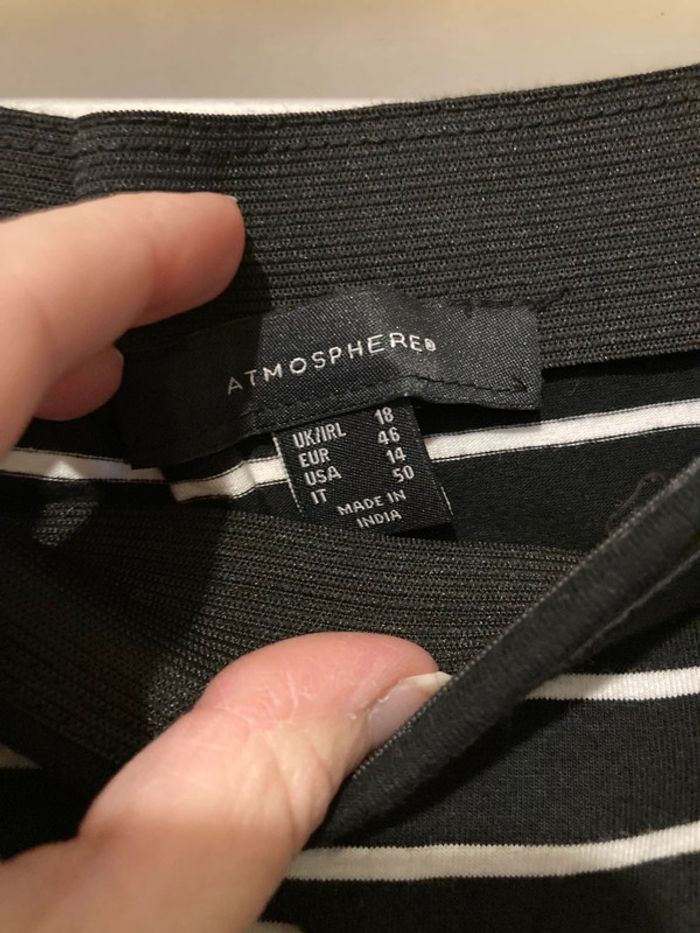 ATMOSPHERE®
UK/IRL 18
EUR 46
USA 14
IT 50
MADE IN
INDIA